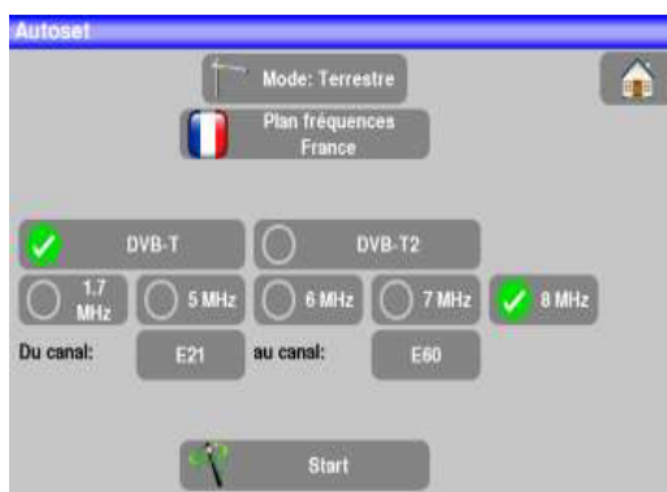 Autoset
Mode: Terrestre
Plan fréquences
France
DVB-T DVB-T2
1.7
MHz
5 MHz 6 MHz 7 MHz 8 MHz
Du canal: E21 au canal: E60
Start